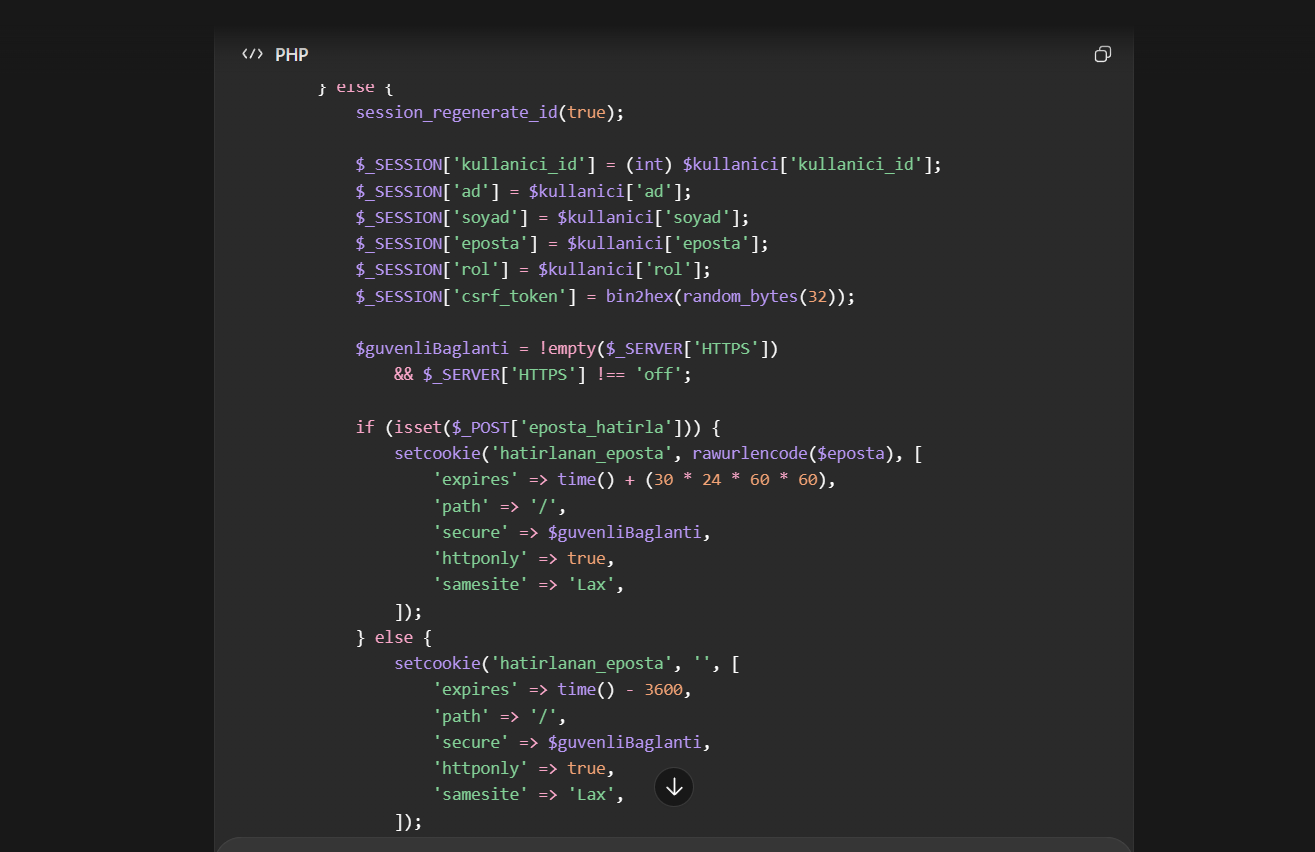 </> PHP
} else {
session_regenerate_id(true);
$_SESSION['kullanici_id'] = (int) $kullanici['kullanici_id'];
$_SESSION['ad'] = $kullanici['ad'];
$_SESSION['soyad'] = $kullanici['soyad'];
$_SESSION['eposta'] = $kullanici['eposta'];
$_SESSION['rol'] = $kullanici['rol'];
$_SESSION['csrf_token'] = bin2hex(random_bytes(32));
$guvenliBaglanti = !empty($_SERVER['HTTPS'])
&& $_SERVER['HTTPS'] !== 'off';
if (isset($_POST['eposta_hatirla'])) {
setcookie('hatirlanan_eposta', rawurlencode($eposta), [
'expires' => time() + (30 * 24 * 60 * 60),
'path' => '/',
'secure' => $guvenliBaglanti,
'httponly' => true,
'samesite' => 'Lax',
]);
} else {
setcookie('hatirlanan_eposta', '', [
'expires' => time() - 3600,
'path' => '/',
'secure' => $guvenliBaglanti,
'httponly' => true,
'samesite' => 'Lax',
]);